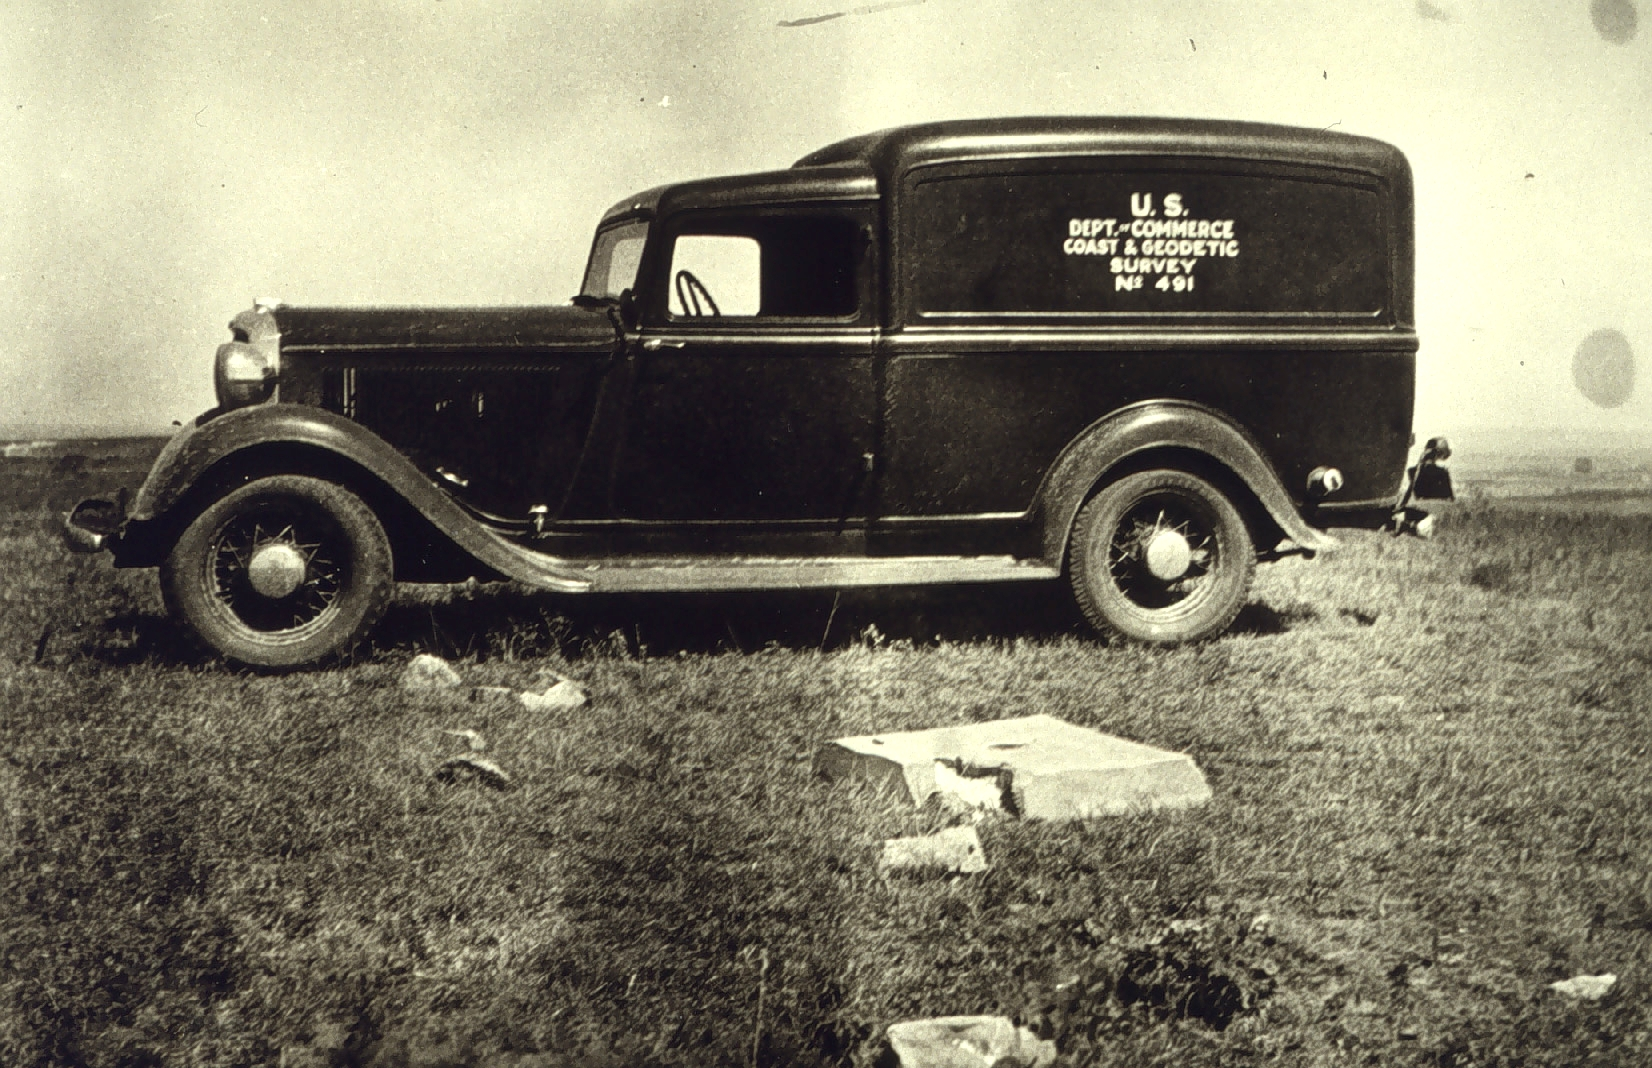 U. S.
DEPT. OF COMMERCE
COAST & GEODETIC
SURVEY
Nº 491